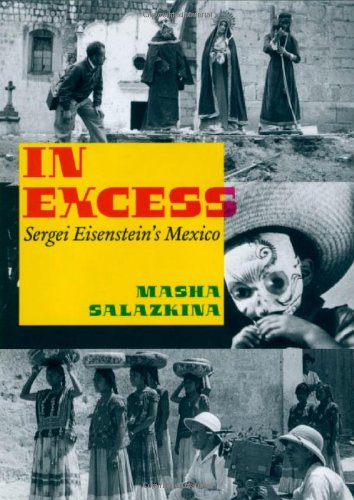 IN
EXCESS
Sergei Eisenstein's Mexico
MASHA
SALAZKINA